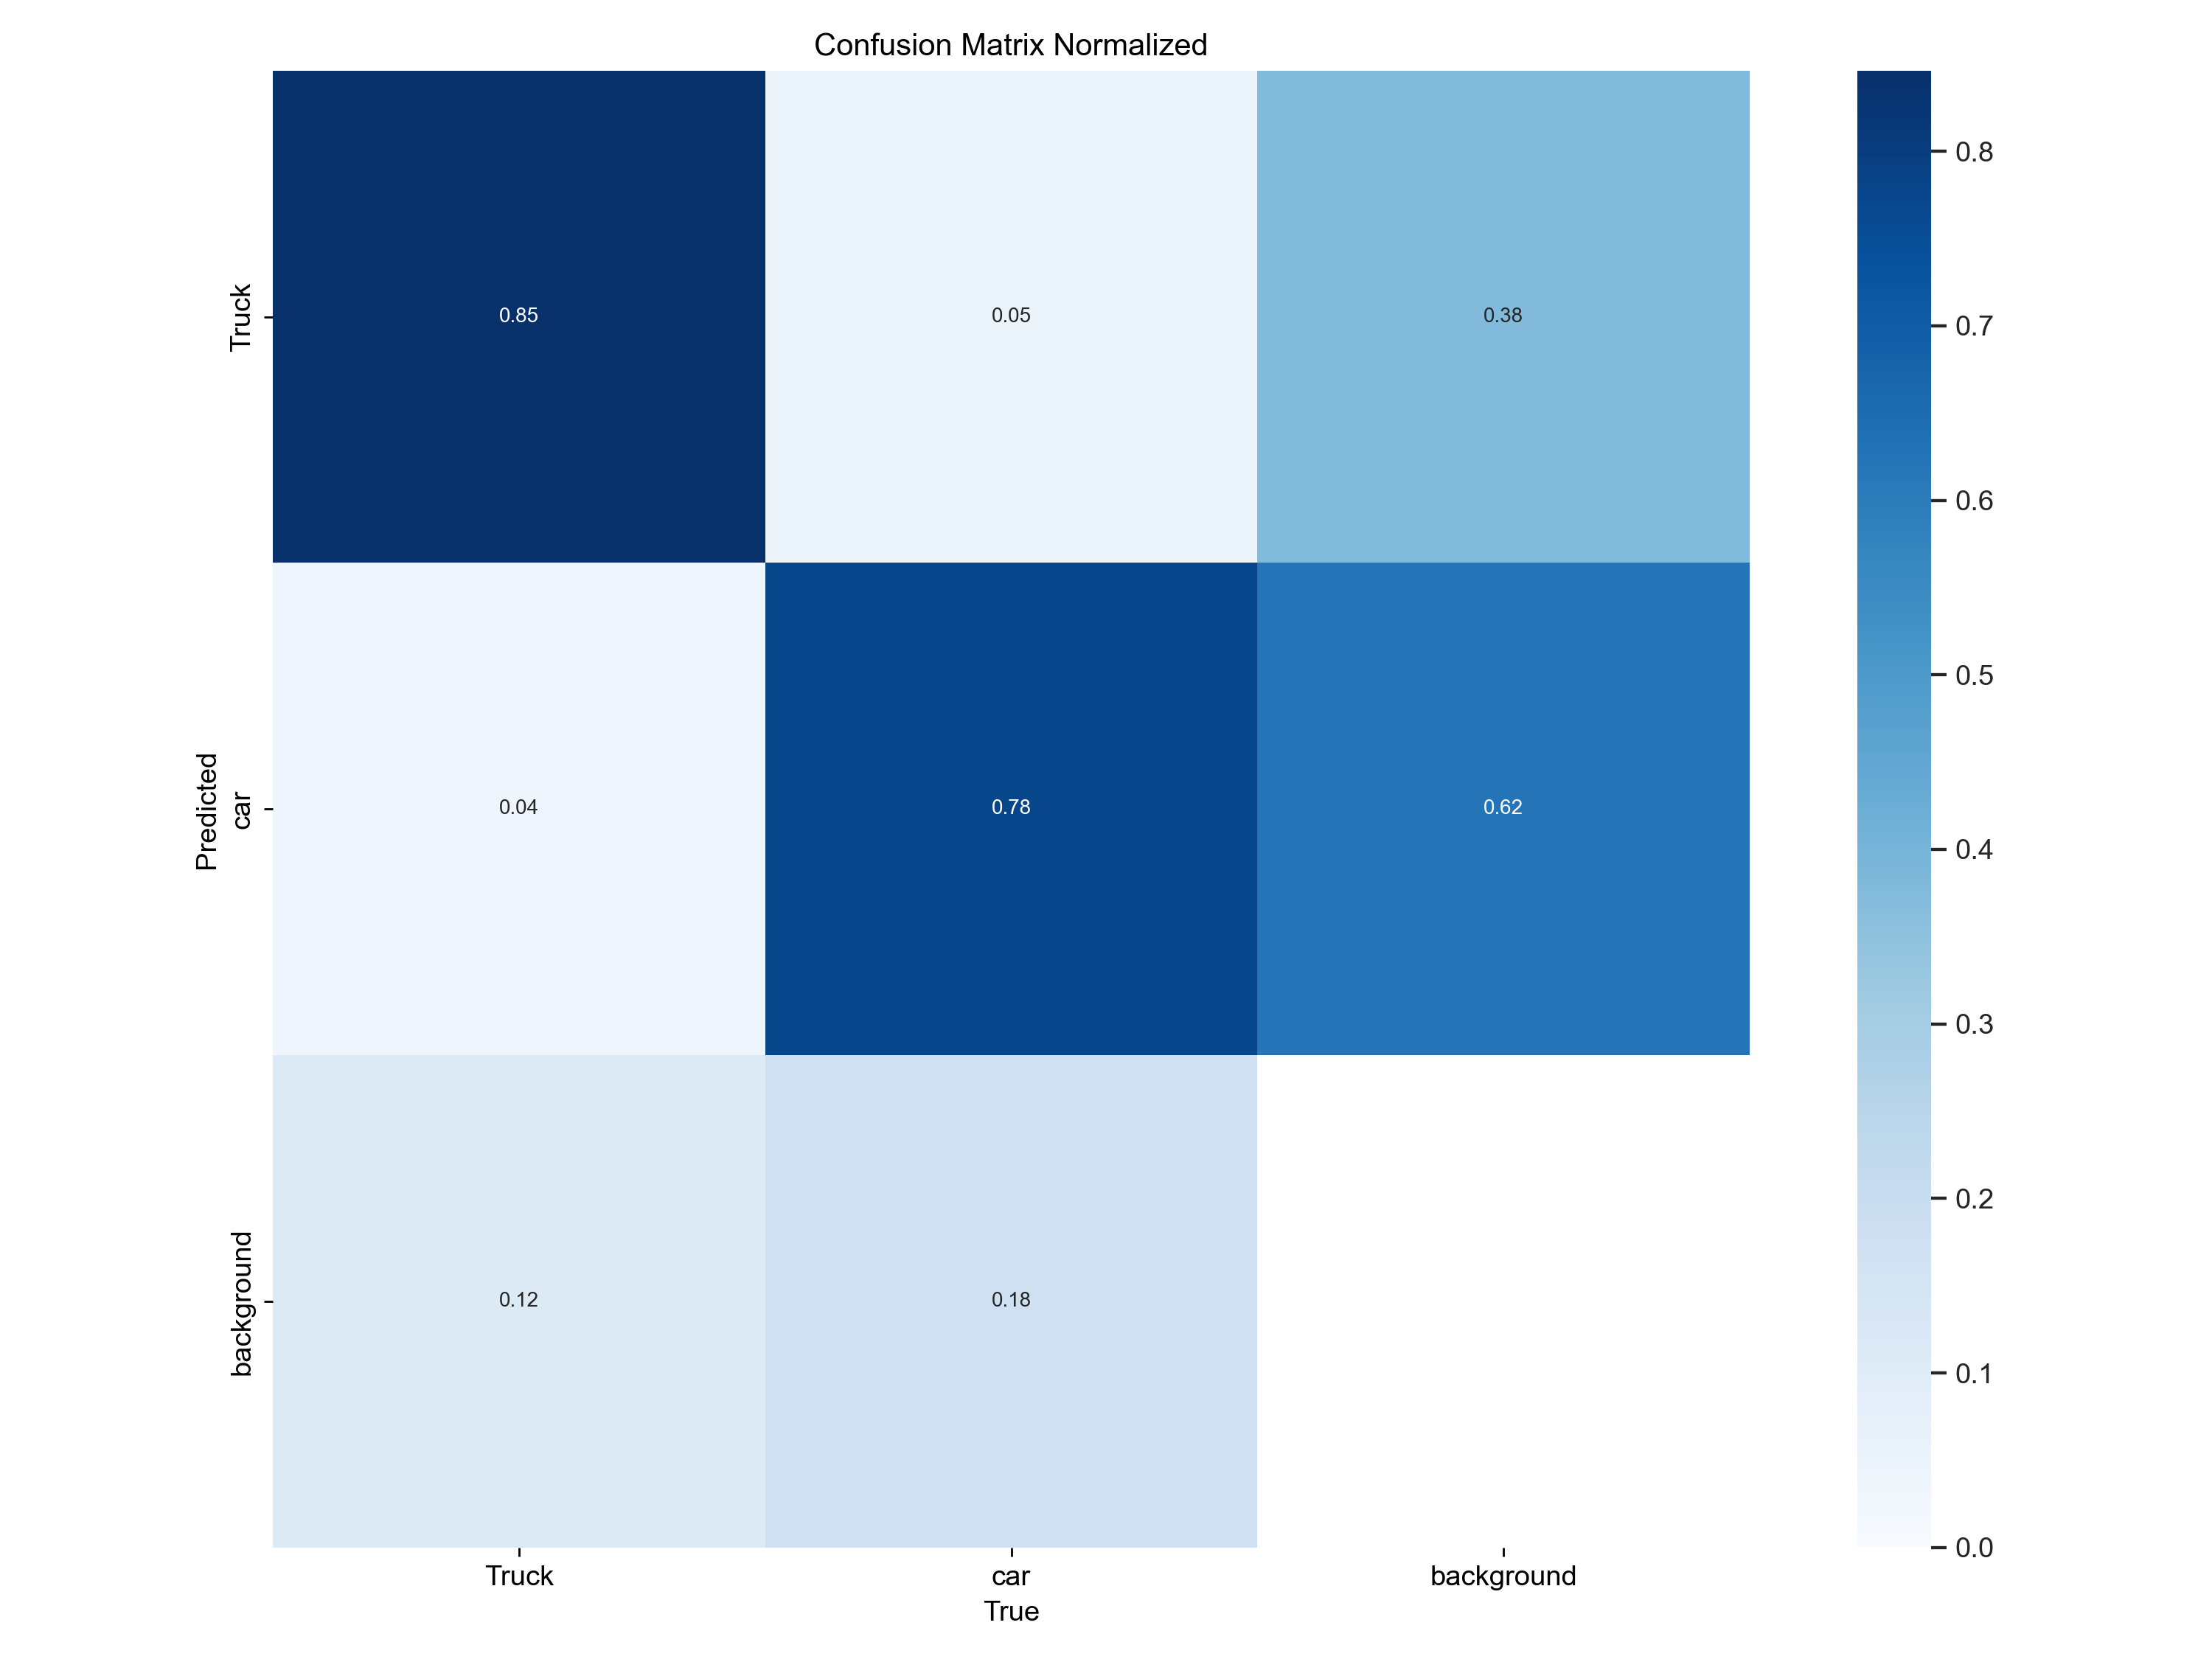 Confusion Matrix Normalized
Truck
0.85
0.05
0.38
Predicted
car
0.04
0.78
0.62
background
0.12
0.18
Truck
car
background
True
0.8
0.7
0.6
0.5
0.4
0.3
0.2
0.1
0.0